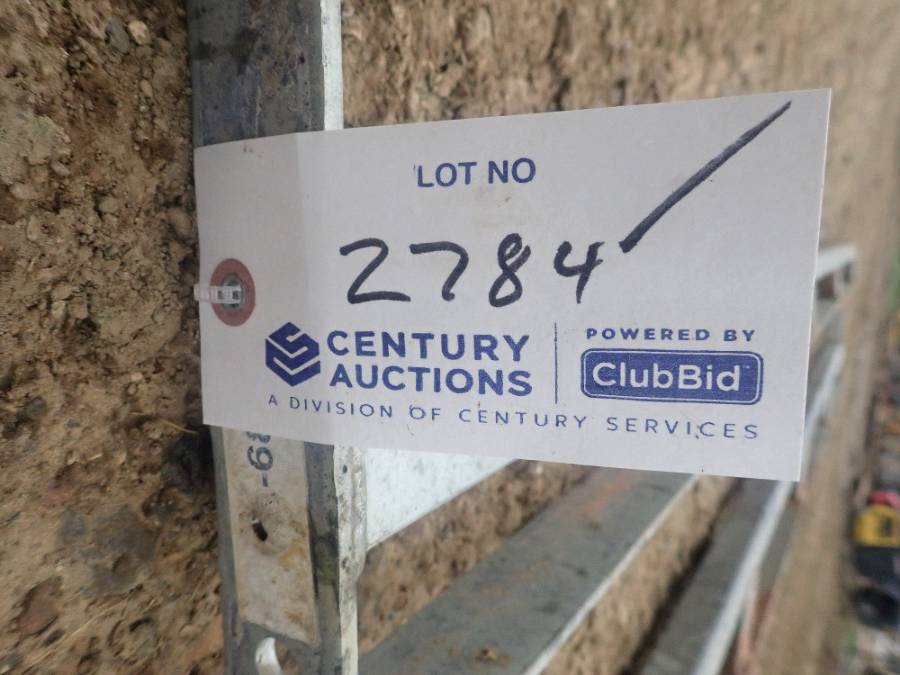 LOT NO
2784
CENTURY
AUCTIONS
A DIVISION OF CENTURY SERVICES
POWERED BY
ClubBid